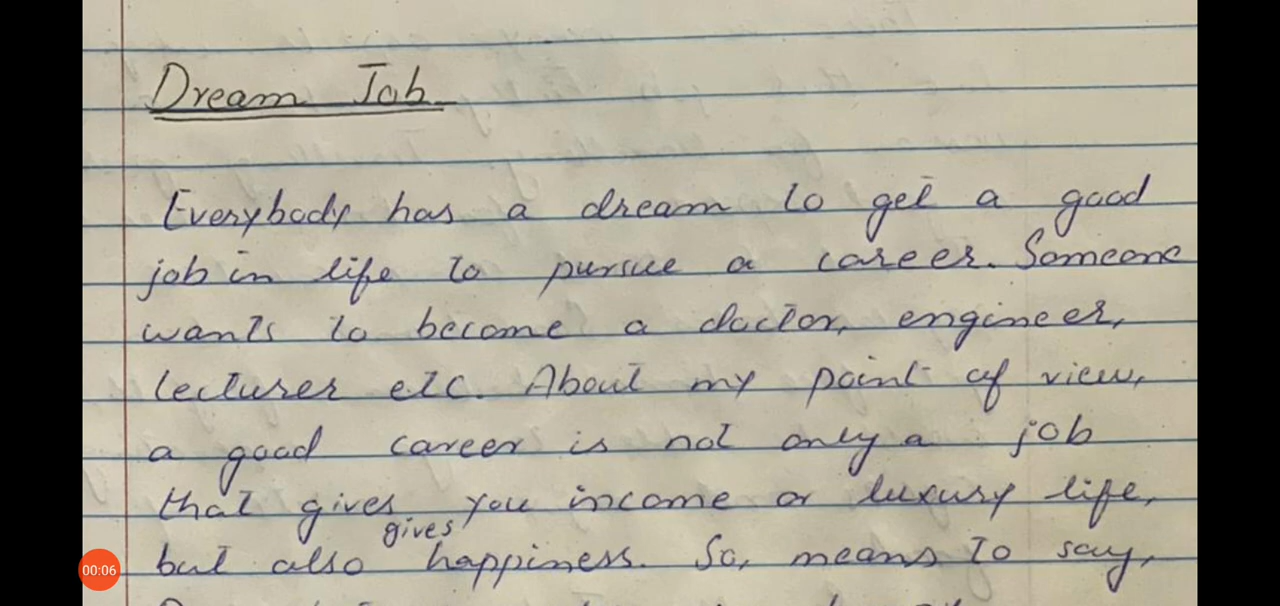 Dream Job
Everybody has a dream to get a good
job in life to pursue a career. Someone
wants to become a doctor, engineer,
lecturer etc. About my point of view,
a good career is not only a job
that gives you income or luxury life,
gives
but also happiness. So, means to say,
00:06